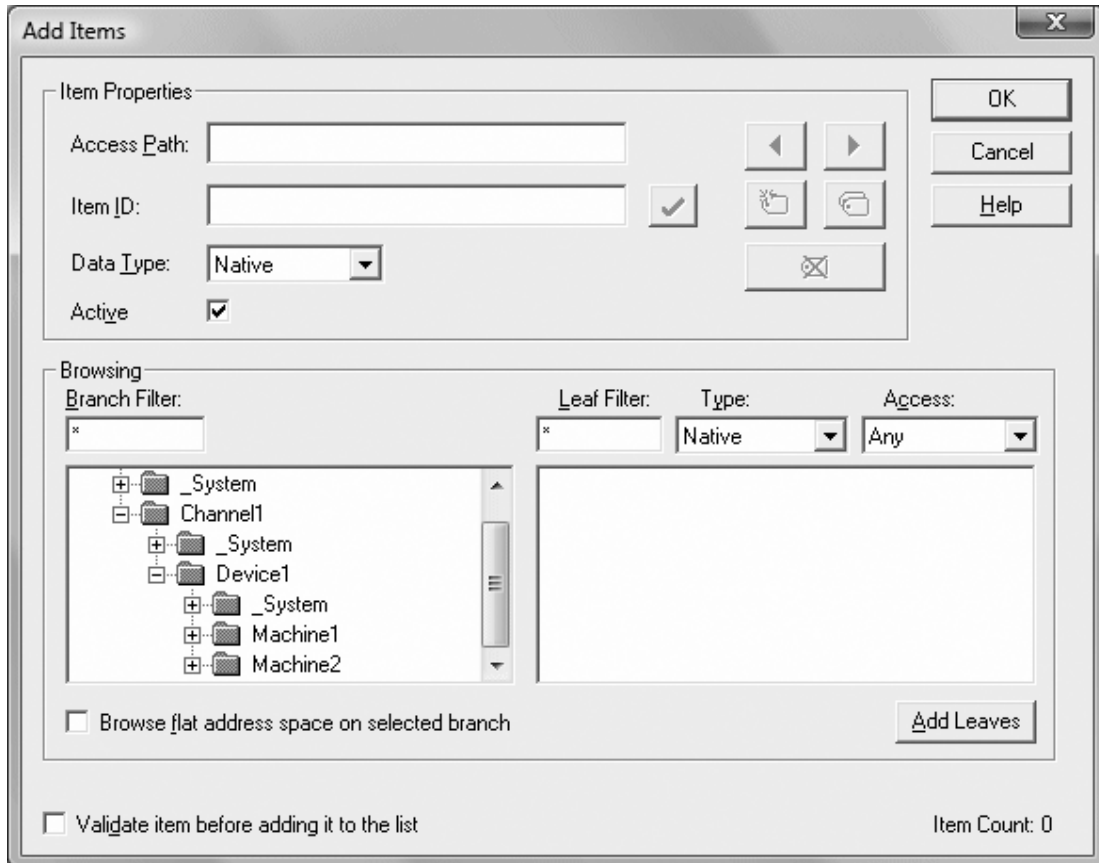 Add Items
Item Properties
OK
Access Path:
Cancel
Item ID:
Help
Data Type: Native
Active
Browsing
Branch Filter: Leaf Filter: Type: Access:
* * Native Any
_System
Channel1
_System
Device1
_System
Machine1
Machine2
Browse flat address space on selected branch Add Leaves
Validate item before adding it to the list Item Count: 0